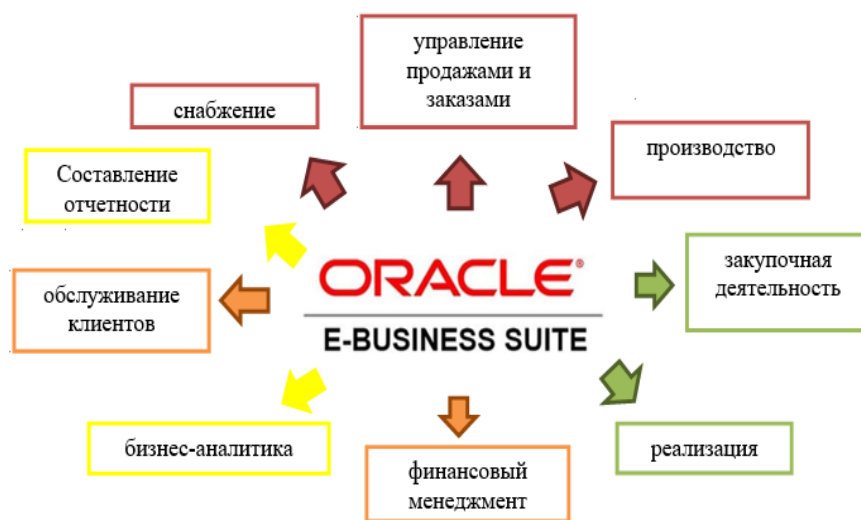 управление
продажами и
заказами
снабжение
производство
Составление
отчетности
закупочная
деятельность
обслуживание
клиентов
ORACLE®
E-BUSINESS SUITE
бизнес-аналитика
финансовый
менеджмент
реализация